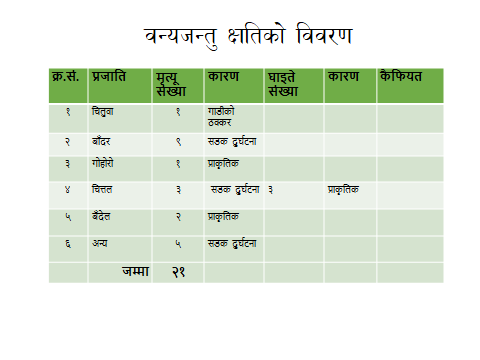 वन्यजन्तु क्षतिको विवरण
क्र.सं. प्रजाति मृत्यू संख्या कारण घाइते संख्या कारण कैफियत
१ चितुवा १ गाडीको ठक्कर
२ बाँदर ९ सडक दुर्घटना
३ गोहोरो १ प्राकृतिक
४ चित्तल ३ सडक दुर्घटना ३ प्राकृतिक
५ बँदेल २ प्राकृतिक
६ अन्य ५ सडक दुर्घटना
जम्मा २१